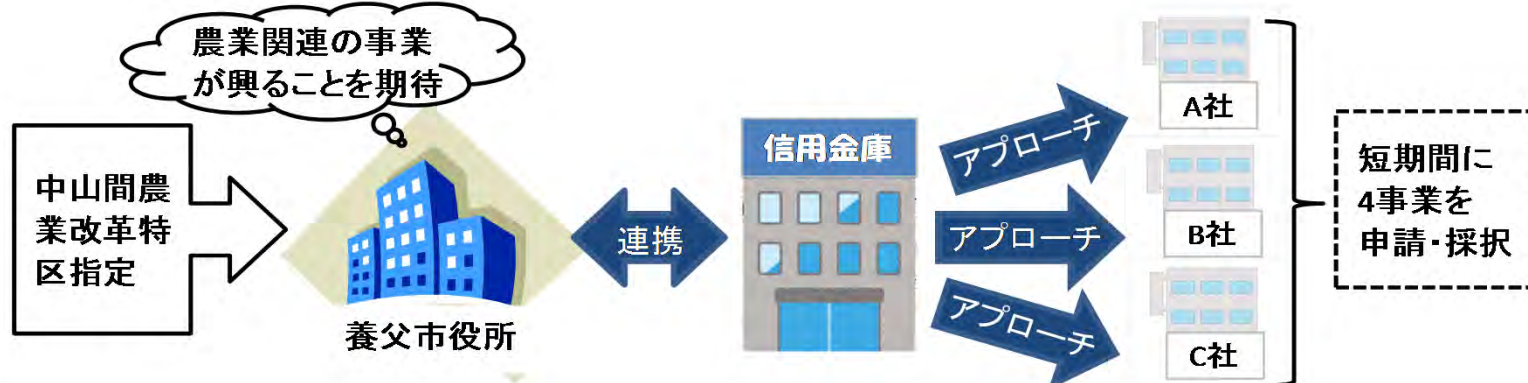 農業関連の事業
が興ることを期待
中山間農
業改革特
区指定
養父市役所
連携
信用金庫
アプローチ
アプローチ
アプローチ
A社
B社
C社
短期間に
4事業を
申請・採択